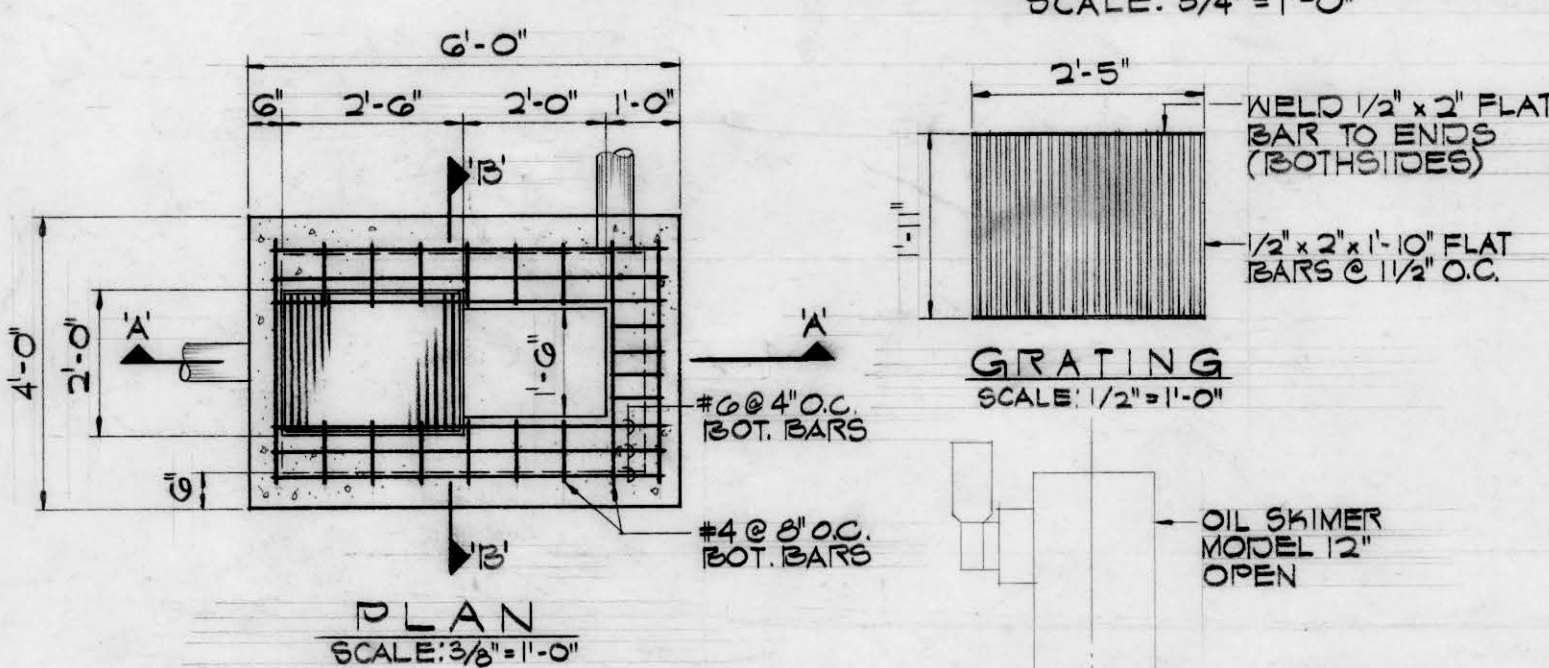 SCALE: 3/4" = 1'-0"
6'-0"
6"
2'-6"
2'-0"
1'-0"
'B'
4'-0"
2'-0"
'A'
'A'
6"
#6 @ 4" O.C.
BOT. BARS
#4 @ 8" O.C.
BOT. BARS
'B'
PLAN
SCALE: 3/8" = 1'-0"
2'-5"
1'-11"
WELD 1/2" x 2" FLAT
BAR TO ENDS
(BOTHSIDES)
1/2" x 2" x 1'-10" FLAT
BARS @ 1 1/2" O.C.
GRATING
SCALE: 1/2" = 1'-0"
OIL SKIMER
MODEL 12"
OPEN